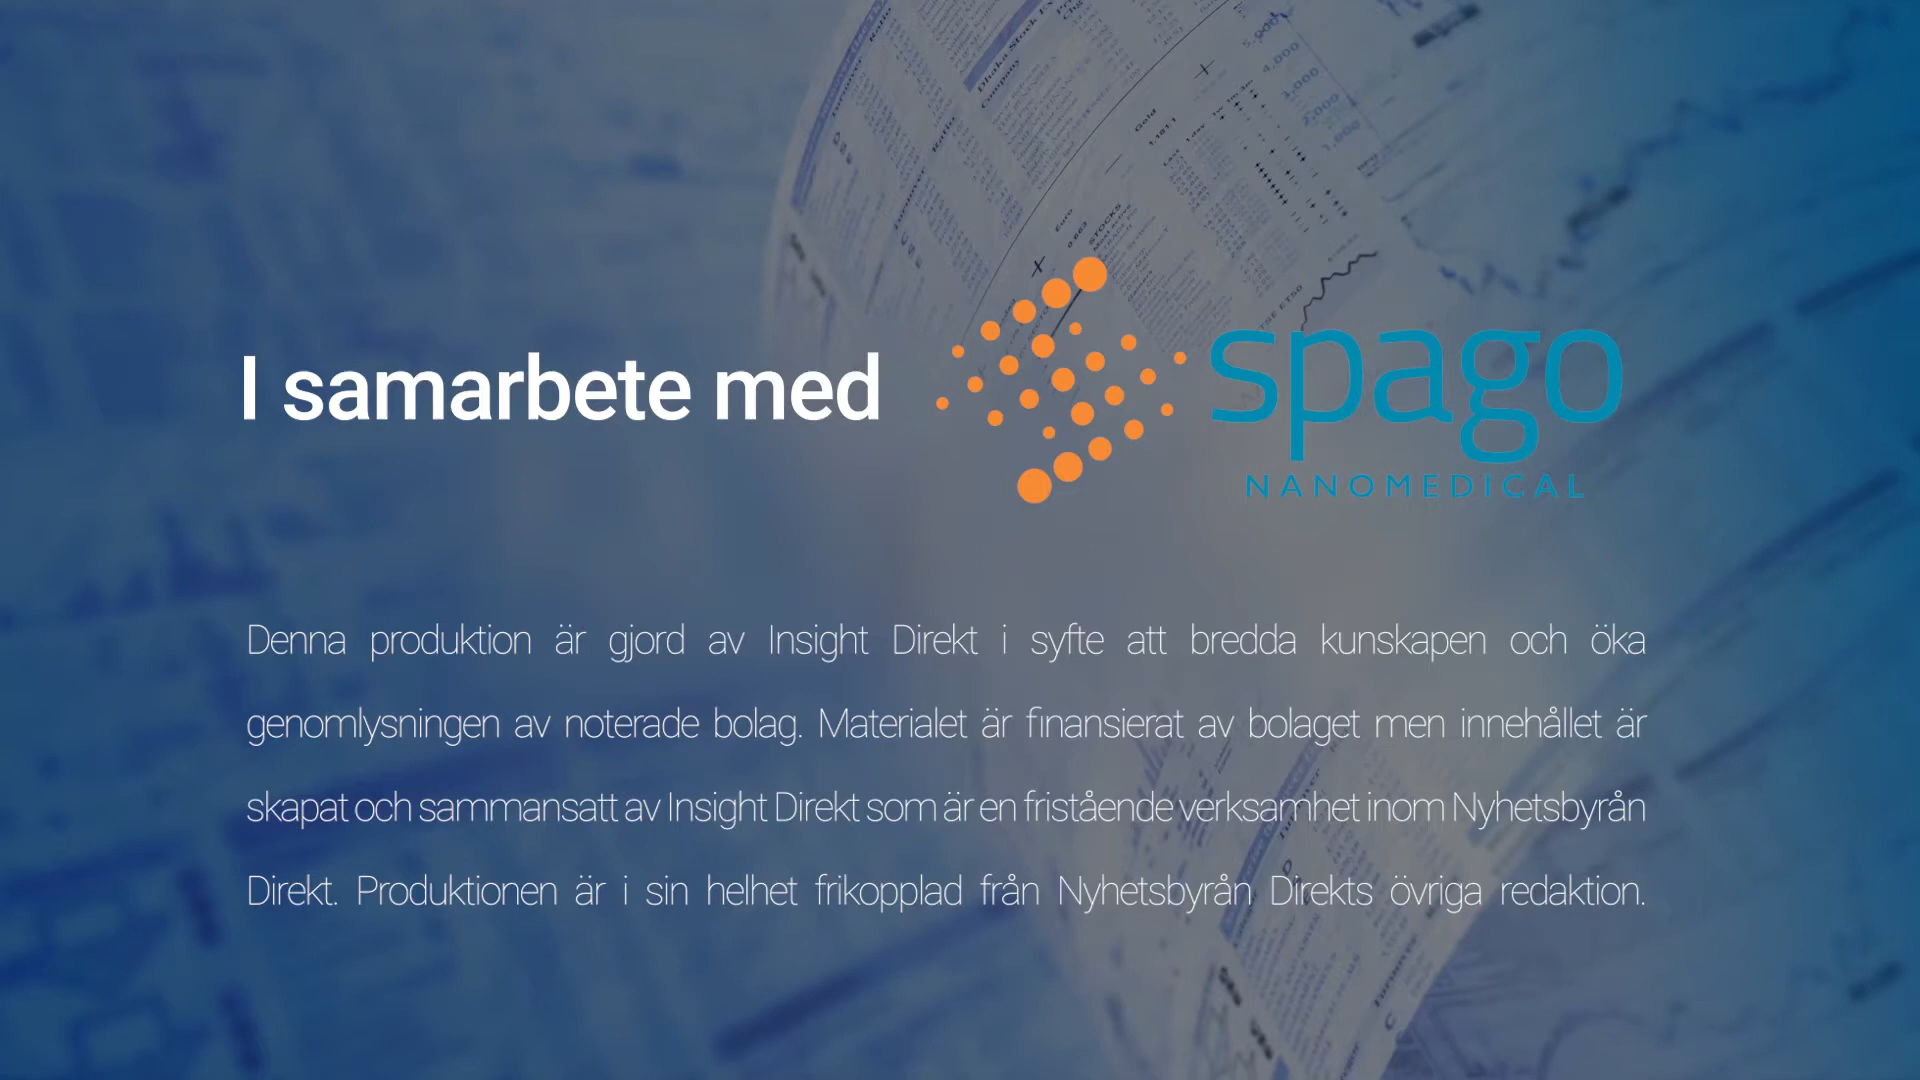 I samarbete med
spago
NANOMEDICAL
Denna produktion är gjord av Insight Direkt i syfte att bredda kunskapen och öka
genomlysningen av noterade bolag. Materialet är finansierat av bolaget men innehållet är
skapat och sammansatt av Insight Direkt som är en fristående verksamhet inom Nyhetsbyrån
Direkt. Produktionen är i sin helhet frikopplad från Nyhetsbyrån Direkts övriga redaktion.